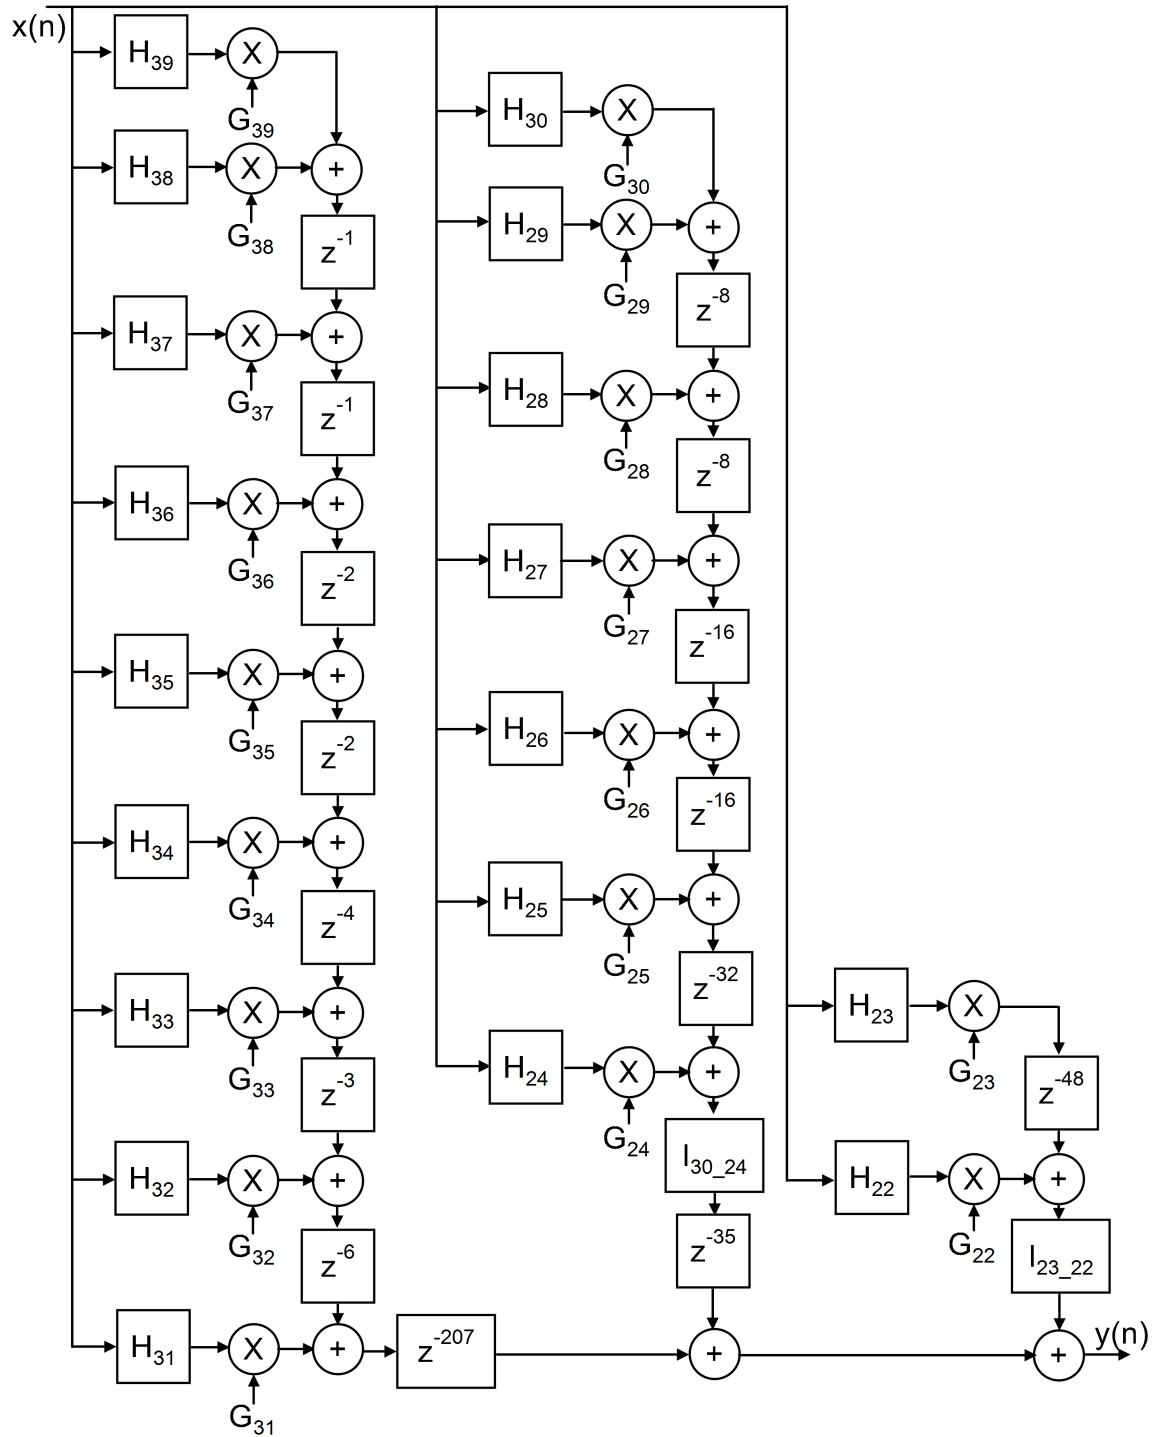 x(n)
H39 X +
G39
H38 X +
G38
z-1
H37 X +
G37
z-1
H36 X +
G36
z-2
H35 X +
G35
z-2
H34 X +
G34
z-4
H33 X +
G33
z-3
H32 X +
G32
z-6
H31 X +
G31
z-207
H30 X
G30
H29 X +
G29
z-8
H28 X +
G28
z-8
H27 X +
G27
z-16
H26 X +
G26
z-16
H25 X +
G25
z-32
H24 X +
G24
I30_24
z-35
+
H23 X
G23
z-48
H22 X +
G22
I23_22
+
y(n)